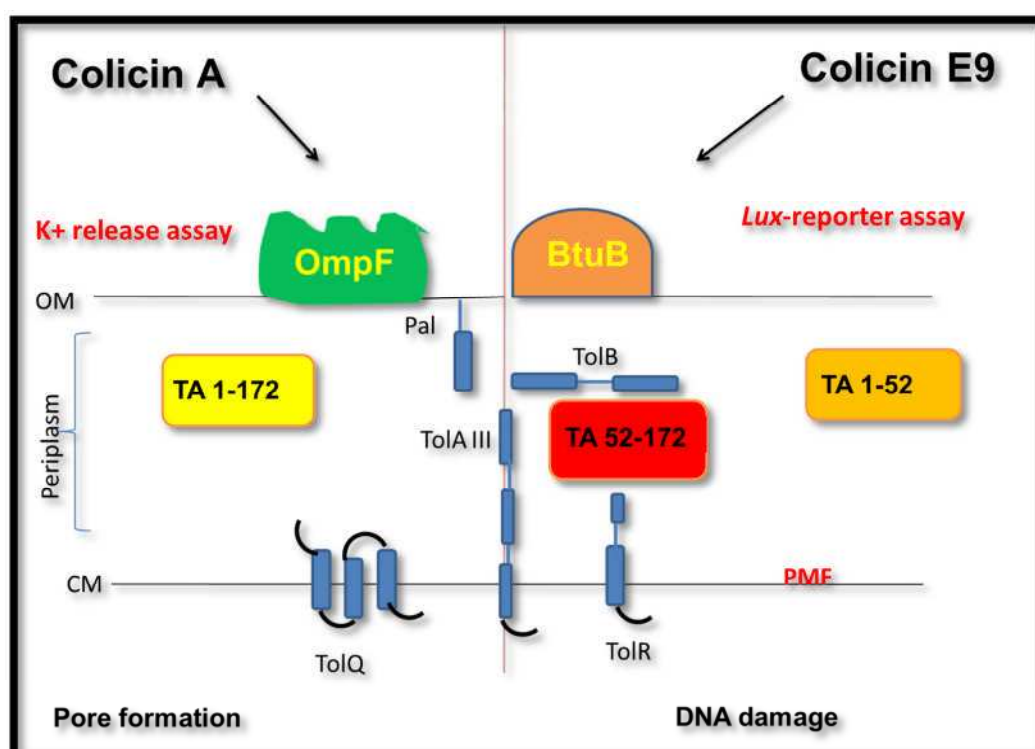 Colicin A
Colicin E9
K+ release assay
OmpF
BtuB
Lux-reporter assay
OM
Pal
TolB
TA 1-172
TA 1-52
Periplasm
TolA III
TA 52-172
CM
PMF
TolQ
TolR
Pore formation
DNA damage